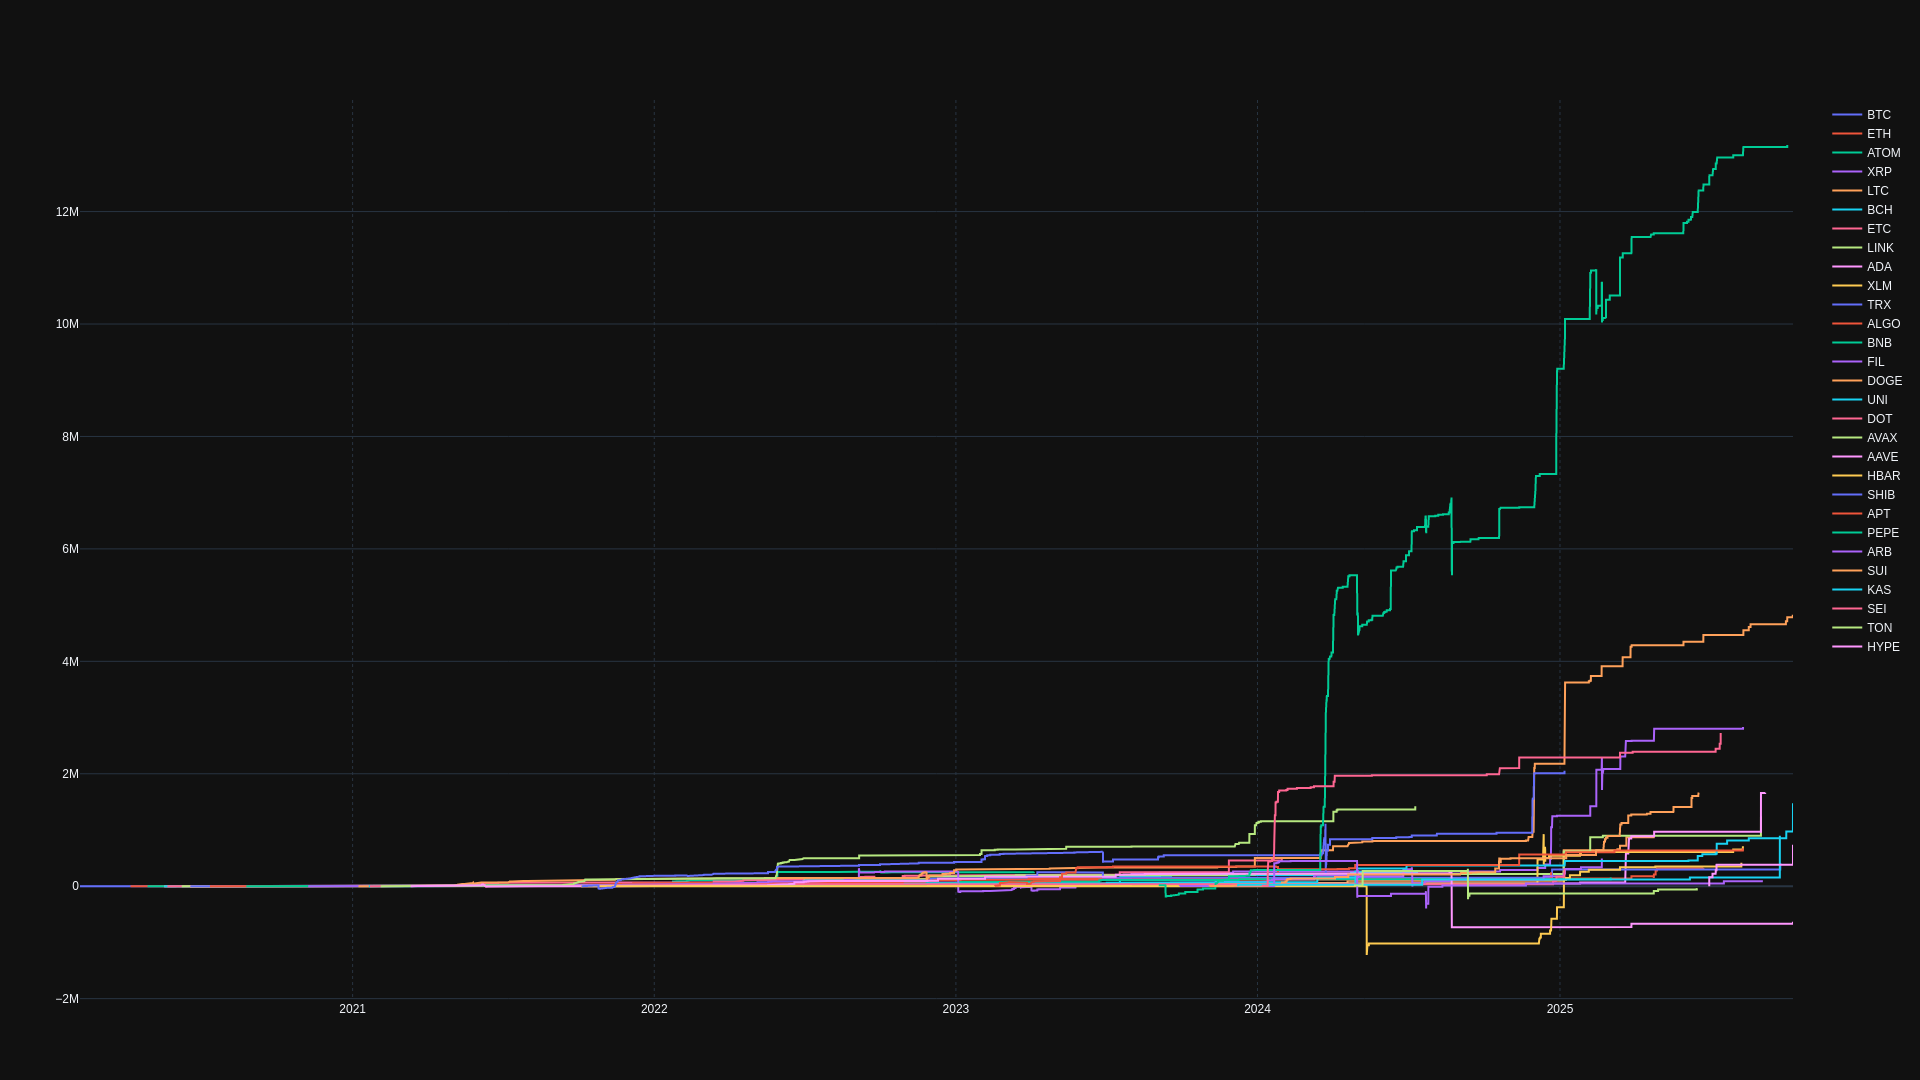 12M
10M
8M
6M
4M
2M
0
−2M
2021
2022
2023
2024
2025
BTC
ETH
ATOM
XRP
LTC
BCH
ETC
LINK
ADA
XLM
TRX
ALGO
BNB
FIL
DOGE
UNI
DOT
AVAX
AAVE
HBAR
SHIB
APT
PEPE
ARB
SUI
KAS
SEI
TON
HYPE